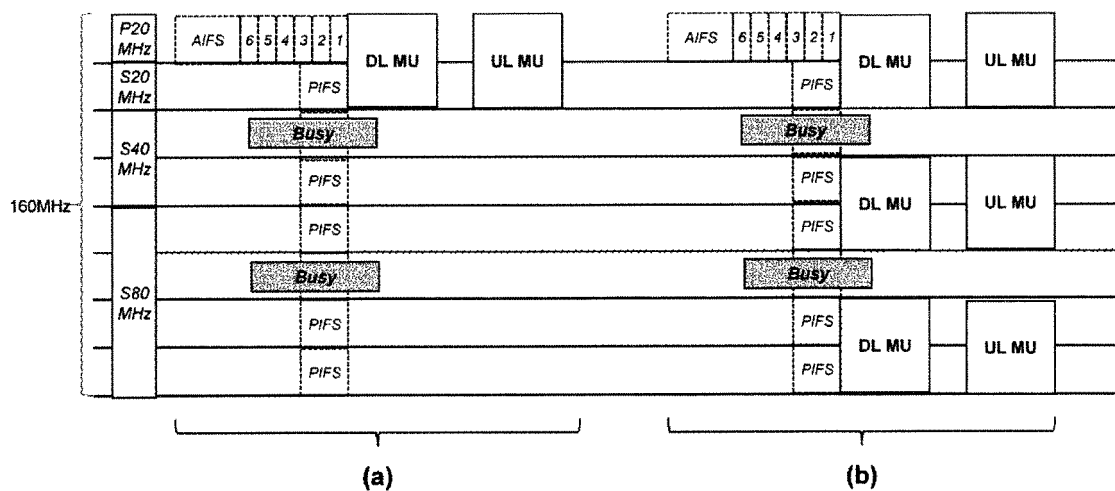 P20
MHz
AIFS
6 5 4 3 2 1
DL MU
UL MU
AIFS
6 5 4 3 2 1
DL MU
UL MU
S20
MHz
PIFS
PIFS
S40
MHz
Busy
Busy
PIFS
PIFS
DL MU
UL MU
160MHz
S80
MHz
PIFS
PIFS
Busy
Busy
PIFS
PIFS
DL MU
UL MU
PIFS
PIFS
(a)
(b)